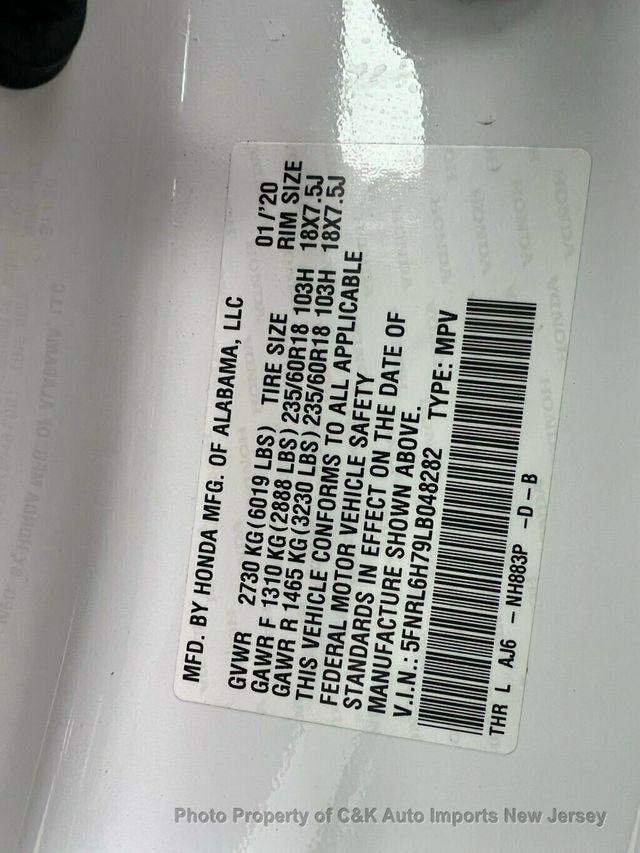 MFD. BY HONDA MFG. OF ALABAMA, LLC 01/'20
GVWR 2730 KG (6019 LBS) TIRE SIZE RIM SIZE
GAWR F 1310 KG (2888 LBS) 235/60R18 103H 18X7.5J
GAWR R 1465 KG (3230 LBS) 235/60R18 103H 18X7.5J
THIS VEHICLE CONFORMS TO ALL APPLICABLE
FEDERAL MOTOR VEHICLE SAFETY
STANDARDS IN EFFECT ON THE DATE OF
MANUFACTURE SHOWN ABOVE.
V.I.N.: 5FNRL6H79LB048282 TYPE: MPV
THR L AJ6 - NH883P -D-B
Photo Property of C&K Auto Imports New Jersey